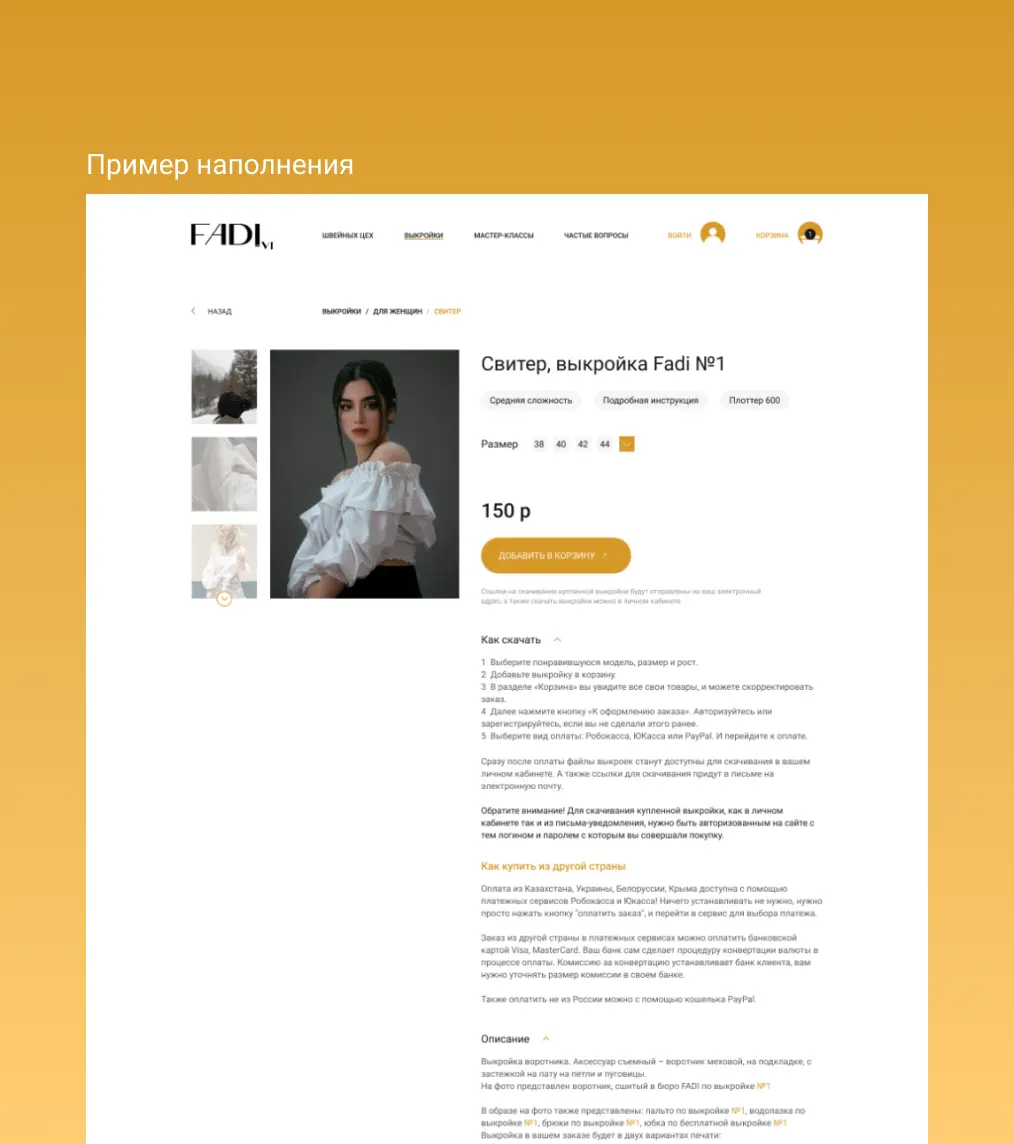 Пример наполнения
FADI VI
ШВЕЙНЫХ ЦЕХ ВЫКРОЙКИ МАСТЕР-КЛАССЫ ЧАСТЫЕ ВОПРОСЫ ВОЙТИ КОРЗИНА 1
НАЗАД ВЫКРОЙКИ / ДЛЯ ЖЕНЩИН / СВИТЕР
Свитер, выкройка Fadi №1
Средняя сложность Подробная инструкция Плоттер 600
Размер 38 40 42 44
150 р
ДОБАВИТЬ В КОРЗИНУ
Ссылки на скачивание купленной выкройки будут отправлены на ваш электронный
адрес, а также скачать выкройки можно в личном кабинете
Как скачать
1 Выберите понравившуюся модель, размер и рост.
2 Добавьте выкройку в корзину.
3 В разделе «Корзина» вы увидите все свои товары, и можете скорректировать
заказ.
4 Далее нажмите кнопку «К оформлению заказа». Авторизуйтесь или
зарегистрируйтесь, если вы не сделали этого ранее.
5 Выберите вид оплаты: Робокасса, ЮКасса или PayPal. И перейдите к оплате.
Сразу после оплаты файлы выкроек станут доступны для скачивания в вашем
личном кабинете. А также ссылки для скачивания придут в письме на
электронную почту.
Обратите внимание! Для скачивания купленной выкройки, как в личном
кабинете так и из письма-уведомления, нужно быть авторизованным на сайте с
тем логином и паролем с которым вы совершали покупку.
Как купить из другой страны
Оплата из Казахстана, Украины, Белоруссии, Крыма доступна с помощью
платежных сервисов Робокасса и Юкасса! Ничего устанавливать не нужно, нужно
просто нажать кнопку "оплатить заказ", и перейти в сервис для выбора платежа.
Заказ из другой страны в платежных сервисах можно оплатить банковской
картой Visa, MasterCard. Ваш банк сам сделает процедуру конвертации валюты в
процессе оплаты. Комиссию за конвертацию устанавливает банк клиента, вам
нужно уточнять размер комиссии в своем банке.
Также оплатить не из России можно с помощью кошелька PayPal.
Описание
Выкройка воротника. Аксессуар съемный – воротник меховой, на подкладке, с
застежкой на пату на петли и пуговицы.
На фото представлен воротник, сшитый в бюро FADI по выкройке №1
В образе на фото также представлены: пальто по выкройке №1, водолазка по
выкройке №1, брюки по выкройке №1, юбка по бесплатной выкройке №1
Выкройка в вашем заказе будет в двух вариантах печати: